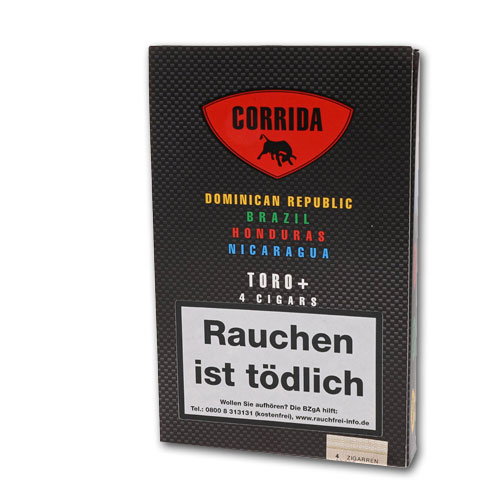 CORRIDA
DOMINICAN REPUBLIC
BRAZIL
HONDURAS
NICARAGUA
TORO+
4 CIGARS
Rauchen
ist tödlich
Wollen Sie aufhören? Die BZgA hilft:
Tel.: 0800 8 313131 (kostenfrei), www.rauchfrei-info.de
4 ZIGARREN